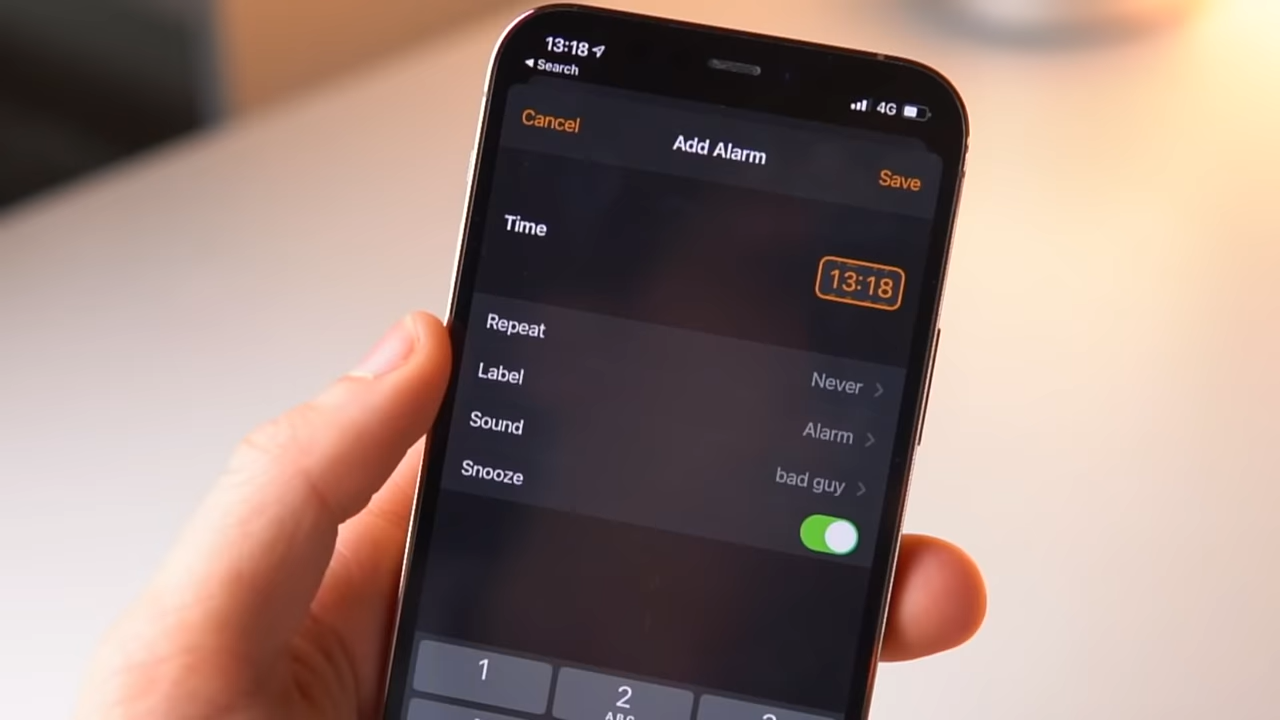 13:18
◀ Search
4G
Cancel
Add Alarm
Save
Time
13:18
Repeat
Never
Label
Alarm
Sound
bad guy
Snooze
1
2
ABC